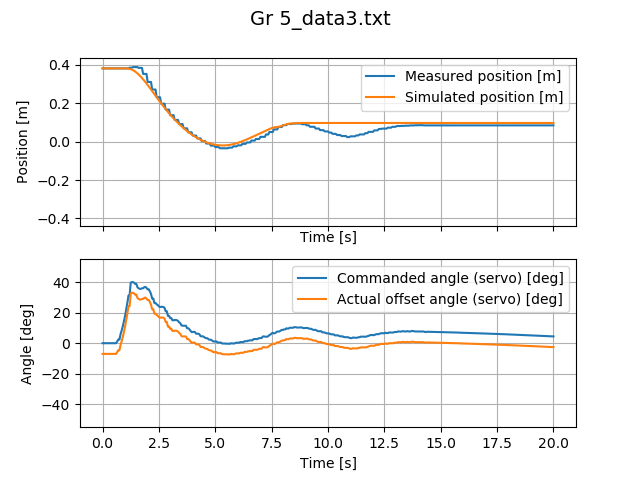 Gr 5_data3.txt
Position [m]
0.4
0.2
0.0
−0.2
−0.4
Measured position [m]
Simulated position [m]
Time [s]
Angle [deg]
40
20
0
−20
−40
Commanded angle (servo) [deg]
Actual offset angle (servo) [deg]
0.0 2.5 5.0 7.5 10.0 12.5 15.0 17.5 20.0
Time [s]